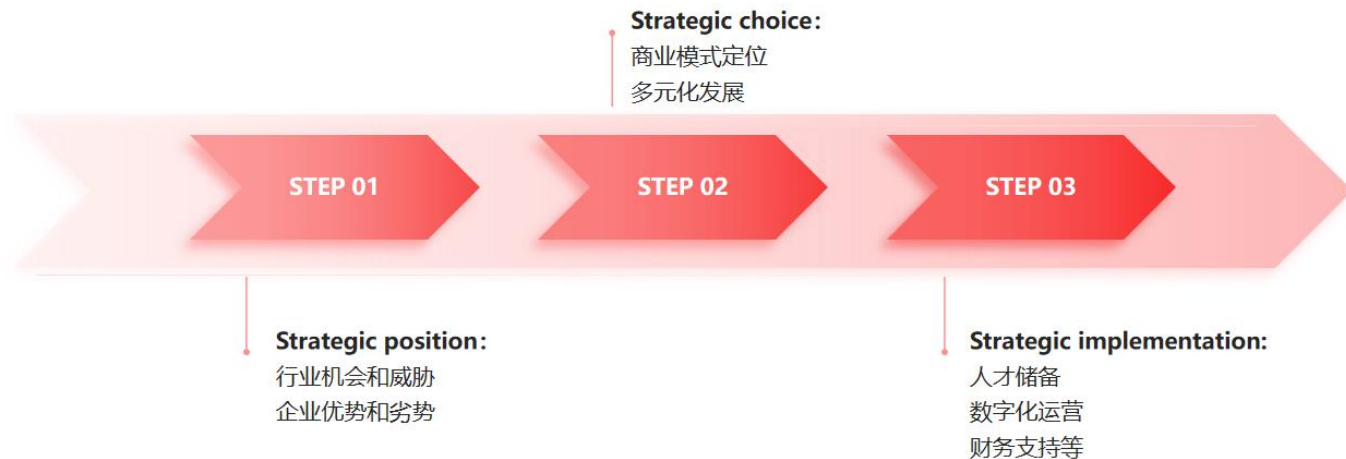 Strategic choice：
商业模式定位
多元化发展
STEP 01
STEP 02
STEP 03
Strategic position：
行业机会和威胁
企业优势和劣势
Strategic implementation:
人才储备
数字化运营
财务支持等